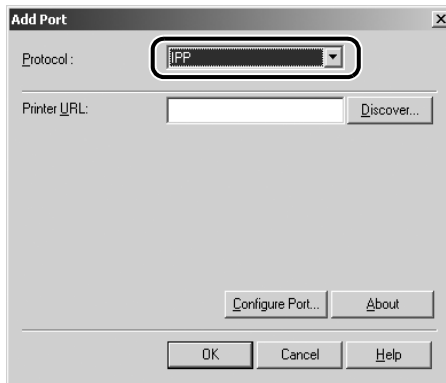 Add Port
Protocol :
IPP
Printer URL:
Discover...
Configure Port...
About
OK
Cancel
Help